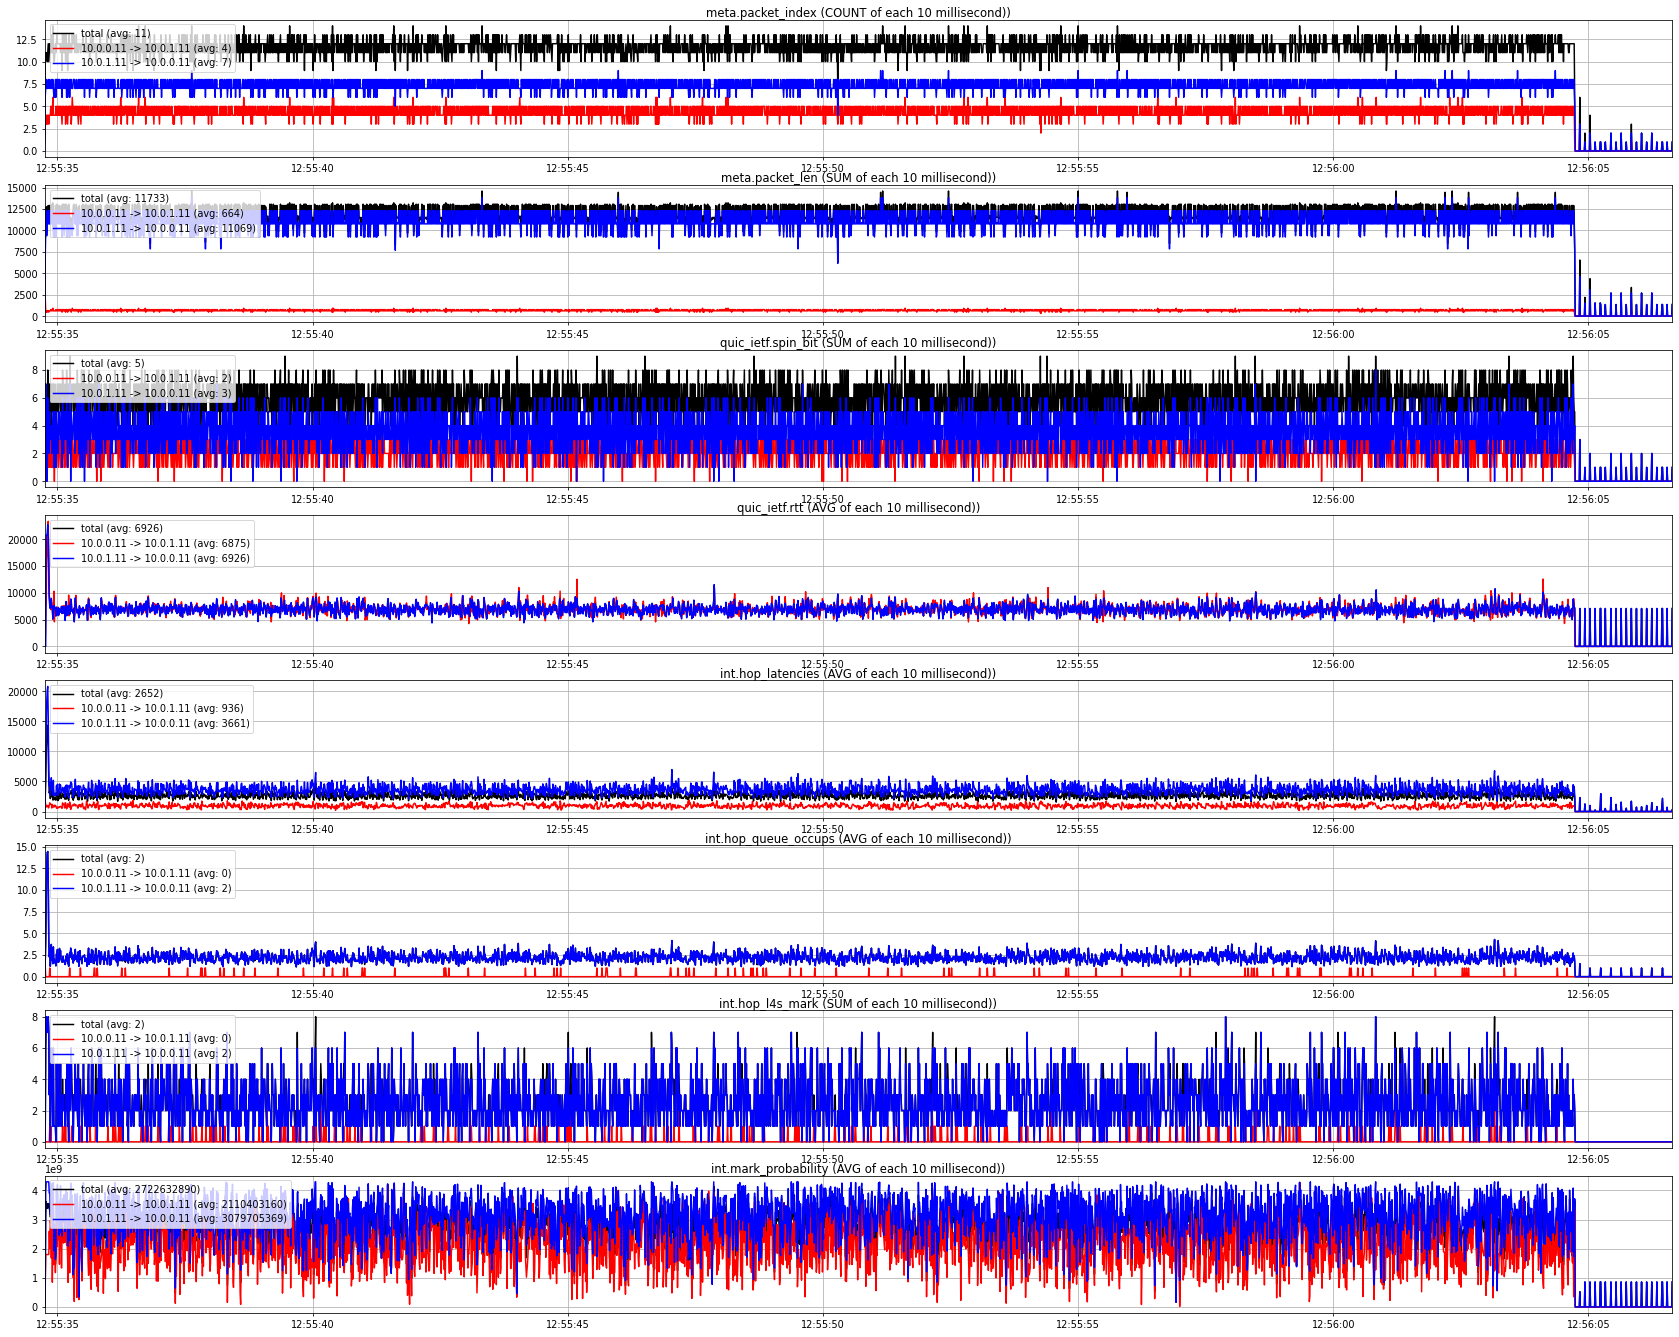 meta.packet_index (COUNT of each 10 millisecond))
total (avg: 11)
10.0.0.11 -> 10.0.1.11 (avg: 4)
10.0.1.11 -> 10.0.0.11 (avg: 7)
12.5
10.0
7.5
5.0
2.5
0.0
12:55:35 12:55:40 12:55:45 12:55:50 12:55:55 12:56:00 12:56:05
meta.packet_len (SUM of each 10 millisecond))
total (avg: 11733)
10.0.0.11 -> 10.0.1.11 (avg: 664)
10.0.1.11 -> 10.0.0.11 (avg: 11069)
15000
12500
10000
7500
5000
2500
0
12:55:35 12:55:40 12:55:45 12:55:50 12:55:55 12:56:00 12:56:05
quic_ietf.spin_bit (SUM of each 10 millisecond))
total (avg: 5)
10.0.0.11 -> 10.0.1.11 (avg: 2)
10.0.1.11 -> 10.0.0.11 (avg: 3)
8
6
4
2
0
12:55:35 12:55:40 12:55:45 12:55:50 12:55:55 12:56:00 12:56:05
quic_ietf.rtt (AVG of each 10 millisecond))
total (avg: 6926)
10.0.0.11 -> 10.0.1.11 (avg: 6875)
10.0.1.11 -> 10.0.0.11 (avg: 6926)
20000
15000
10000
5000
0
12:55:35 12:55:40 12:55:45 12:55:50 12:55:55 12:56:00 12:56:05
int.hop_latencies (AVG of each 10 millisecond))
total (avg: 2652)
10.0.0.11 -> 10.0.1.11 (avg: 936)
10.0.1.11 -> 10.0.0.11 (avg: 3661)
20000
15000
10000
5000
0
12:55:35 12:55:40 12:55:45 12:55:50 12:55:55 12:56:00 12:56:05
int.hop_queue_occups (AVG of each 10 millisecond))
total (avg: 2)
10.0.0.11 -> 10.0.1.11 (avg: 0)
10.0.1.11 -> 10.0.0.11 (avg: 2)
15.0
12.5
10.0
7.5
5.0
2.5
0.0
12:55:35 12:55:40 12:55:45 12:55:50 12:55:55 12:56:00 12:56:05
int.hop_l4s_mark (SUM of each 10 millisecond))
total (avg: 2)
10.0.0.11 -> 10.0.1.11 (avg: 0)
10.0.1.11 -> 10.0.0.11 (avg: 2)
8
6
4
2
0
12:55:35 12:55:40 12:55:45 12:55:50 12:55:55 12:56:00 12:56:05
1e9
int.mark_probability (AVG of each 10 millisecond))
total (avg: 2722632890)
10.0.0.11 -> 10.0.1.11 (avg: 2110403160)
10.0.1.11 -> 10.0.0.11 (avg: 3079705369)
4
3
2
1
0
12:55:35 12:55:40 12:55:45 12:55:50 12:55:55 12:56:00 12:56:05